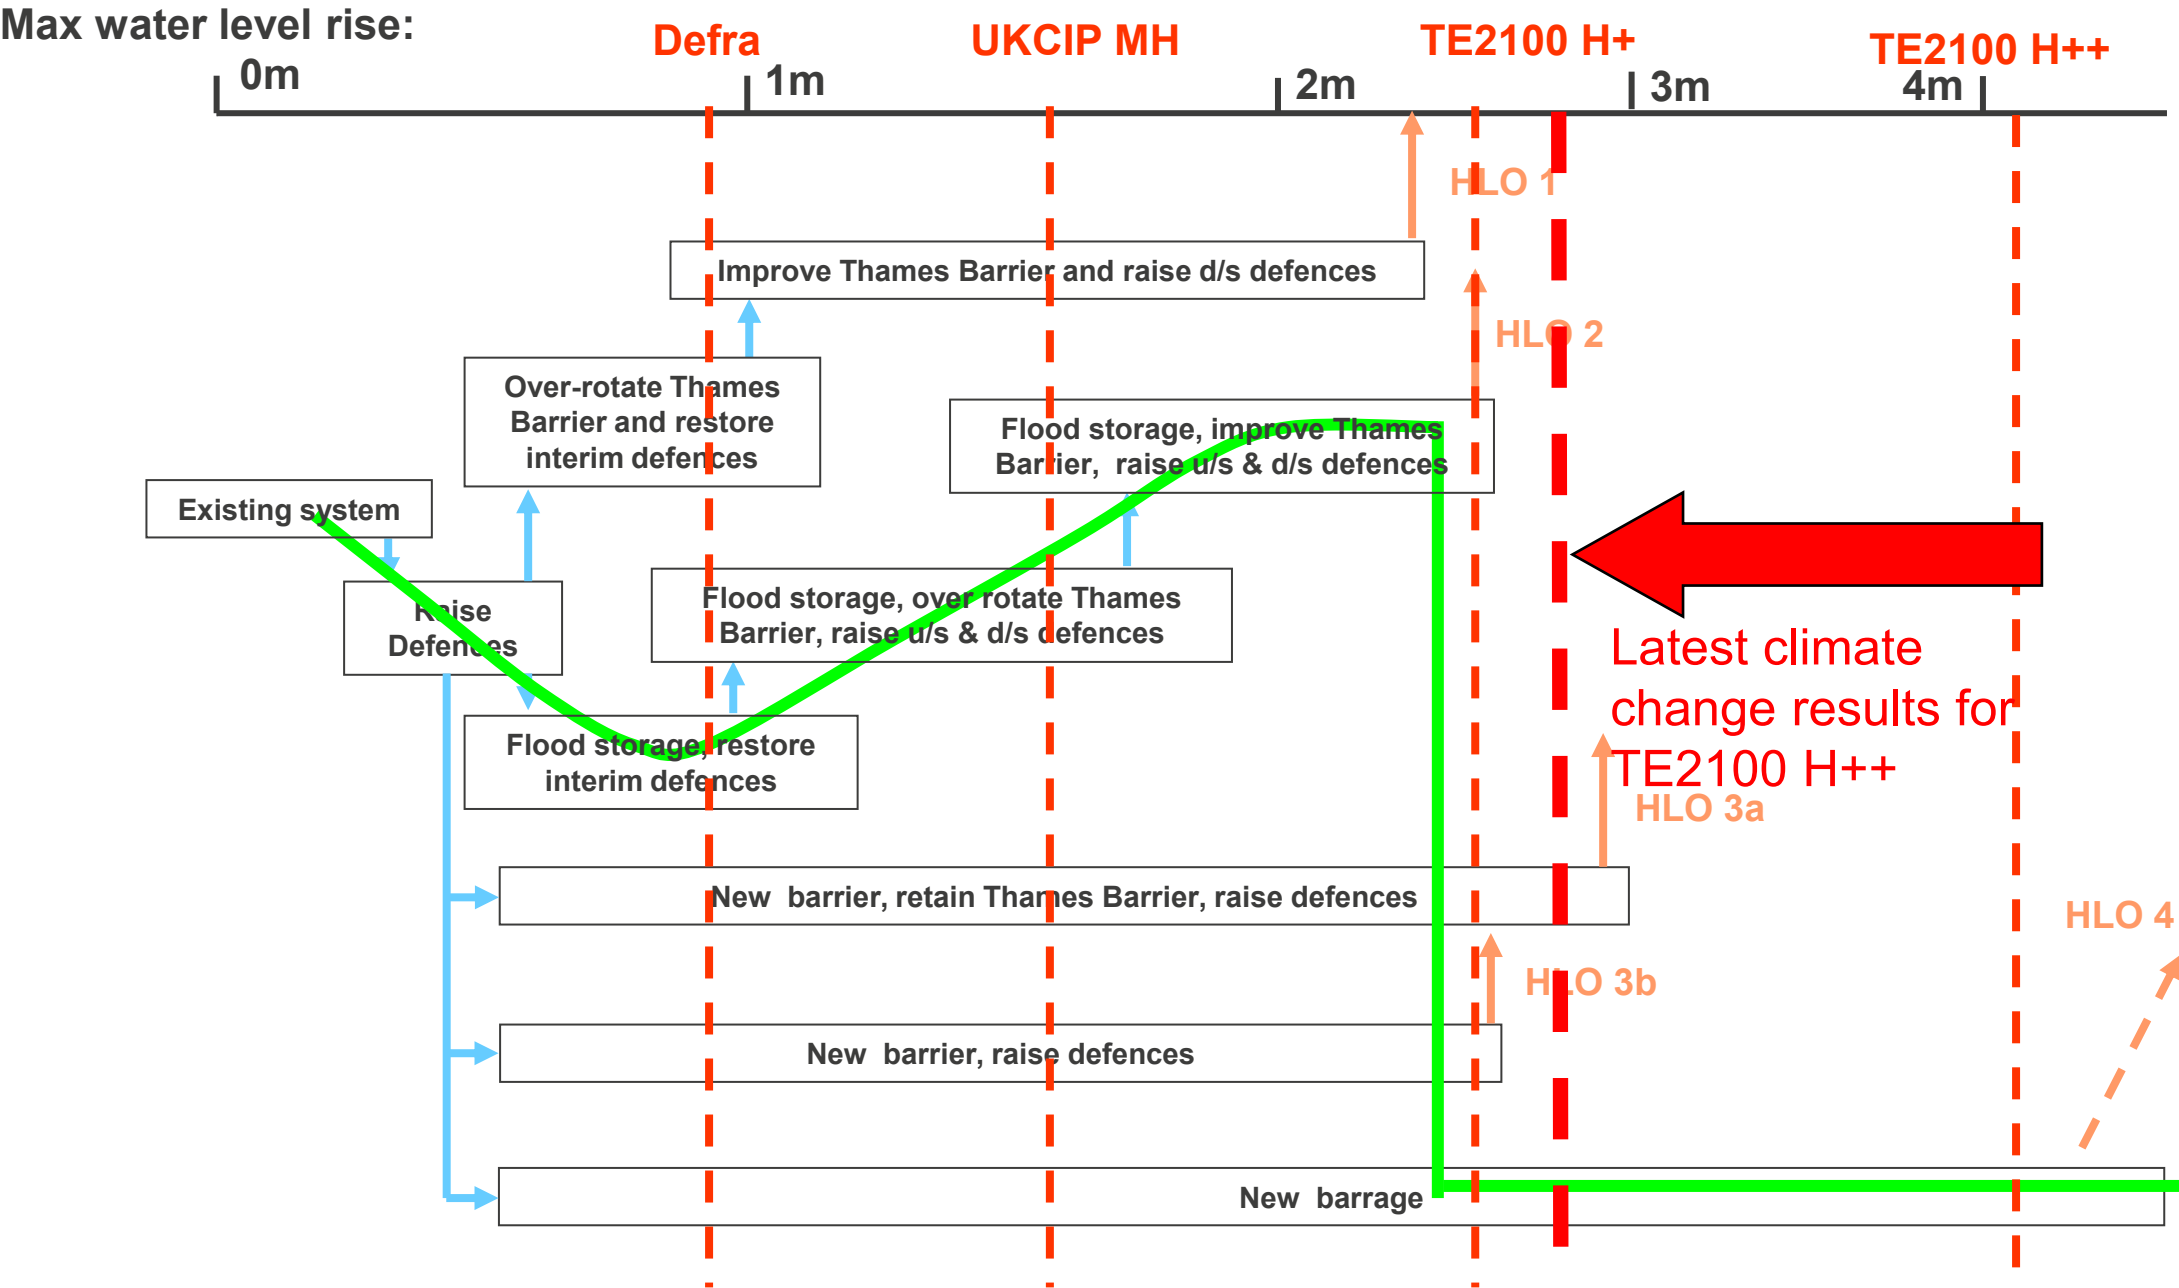 Max water level rise:
Defra
UKCIP MH
TE2100 H+
TE2100 H++
0m
1m
2m
3m
4m
HLO 1
Improve Thames Barrier and raise d/s defences
HLO 2
Over-rotate Thames
Barrier and restore
interim defences
Flood storage, improve Thames
Barrier, raise u/s & d/s defences
Existing system
Raise
Defences
Flood storage, over rotate Thames
Barrier, raise u/s & d/s defences
Latest climate
change results for
TE2100 H++
Flood storage, restore
interim defences
HLO 3a
New barrier, retain Thames Barrier, raise defences
HLO 4
HLO 3b
New barrier, raise defences
New barrage